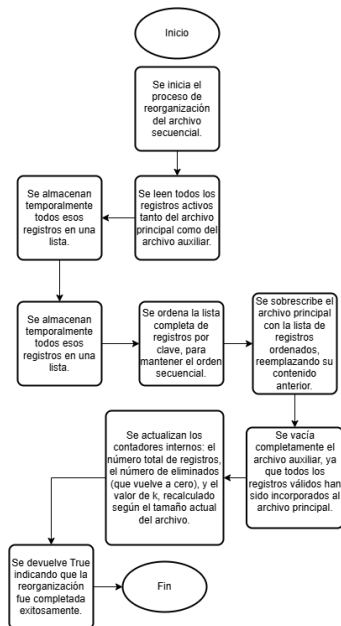 Inicio
Se inicia el
proceso de
reorganización
del archivo
secuencial.
Se leen todos los
registros activos
tanto del archivo
principal como del
archivo auxiliar.
Se almacenan
temporalmente
todos esos
registros en una
lista.
Se almacenan
temporalmente
todos esos
registros en una
lista.
Se ordena la lista
completa de
registros por
clave, para
mantener el orden
secuencial.
Se sobrescribe el
archivo principal
con la lista de
registros ordenados,
reemplazando su
contenido
anterior.
Se vacía
completamente el
archivo auxiliar, ya
que todos los
registros válidos han
sido incorporados al
archivo principal.
Se actualizan los
contadores internos: el
número total de registros,
el número de eliminados
(que vuelve a cero), y el
valor de k, recalculado
según el tamaño actual
del archivo.
Se devuelve True
indicando que la
reorganización
fue completada
exitosamente.
Fin